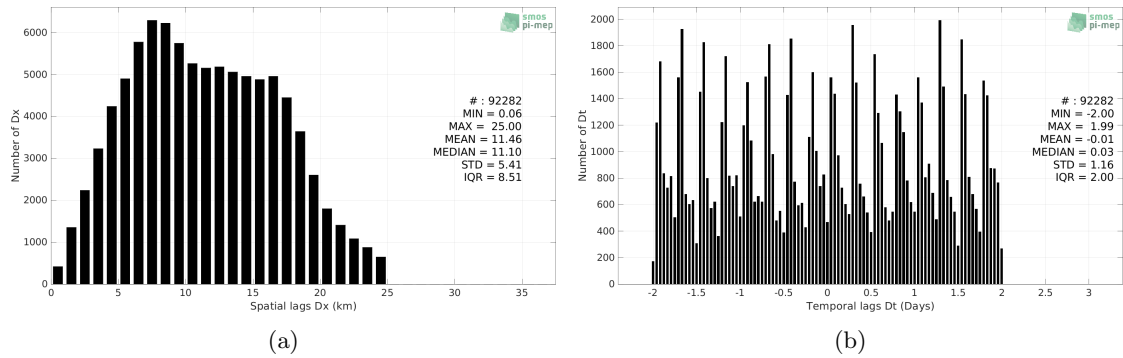 smos
pi-mep
Number of Dx
6000
5000
4000
3000
2000
1000
0
# : 92282
MIN = 0.06
MAX = 25.00
MEAN = 11.46
MEDIAN = 11.10
STD = 5.41
IQR = 8.51
0 5 10 15 20 25 30 35
Spatial lags Dx (km)
(a)
smos
pi-mep
Number of Dt
2000
1800
1600
1400
1200
1000
800
600
400
200
0
# : 92282
MIN = -2.00
MAX = 1.99
MEAN = -0.01
MEDIAN = 0.03
STD = 1.16
IQR = 2.00
-2 -1.5 -1 -0.5 0 0.5 1 1.5 2 2.5 3
Temporal lags Dt (Days)
(b)